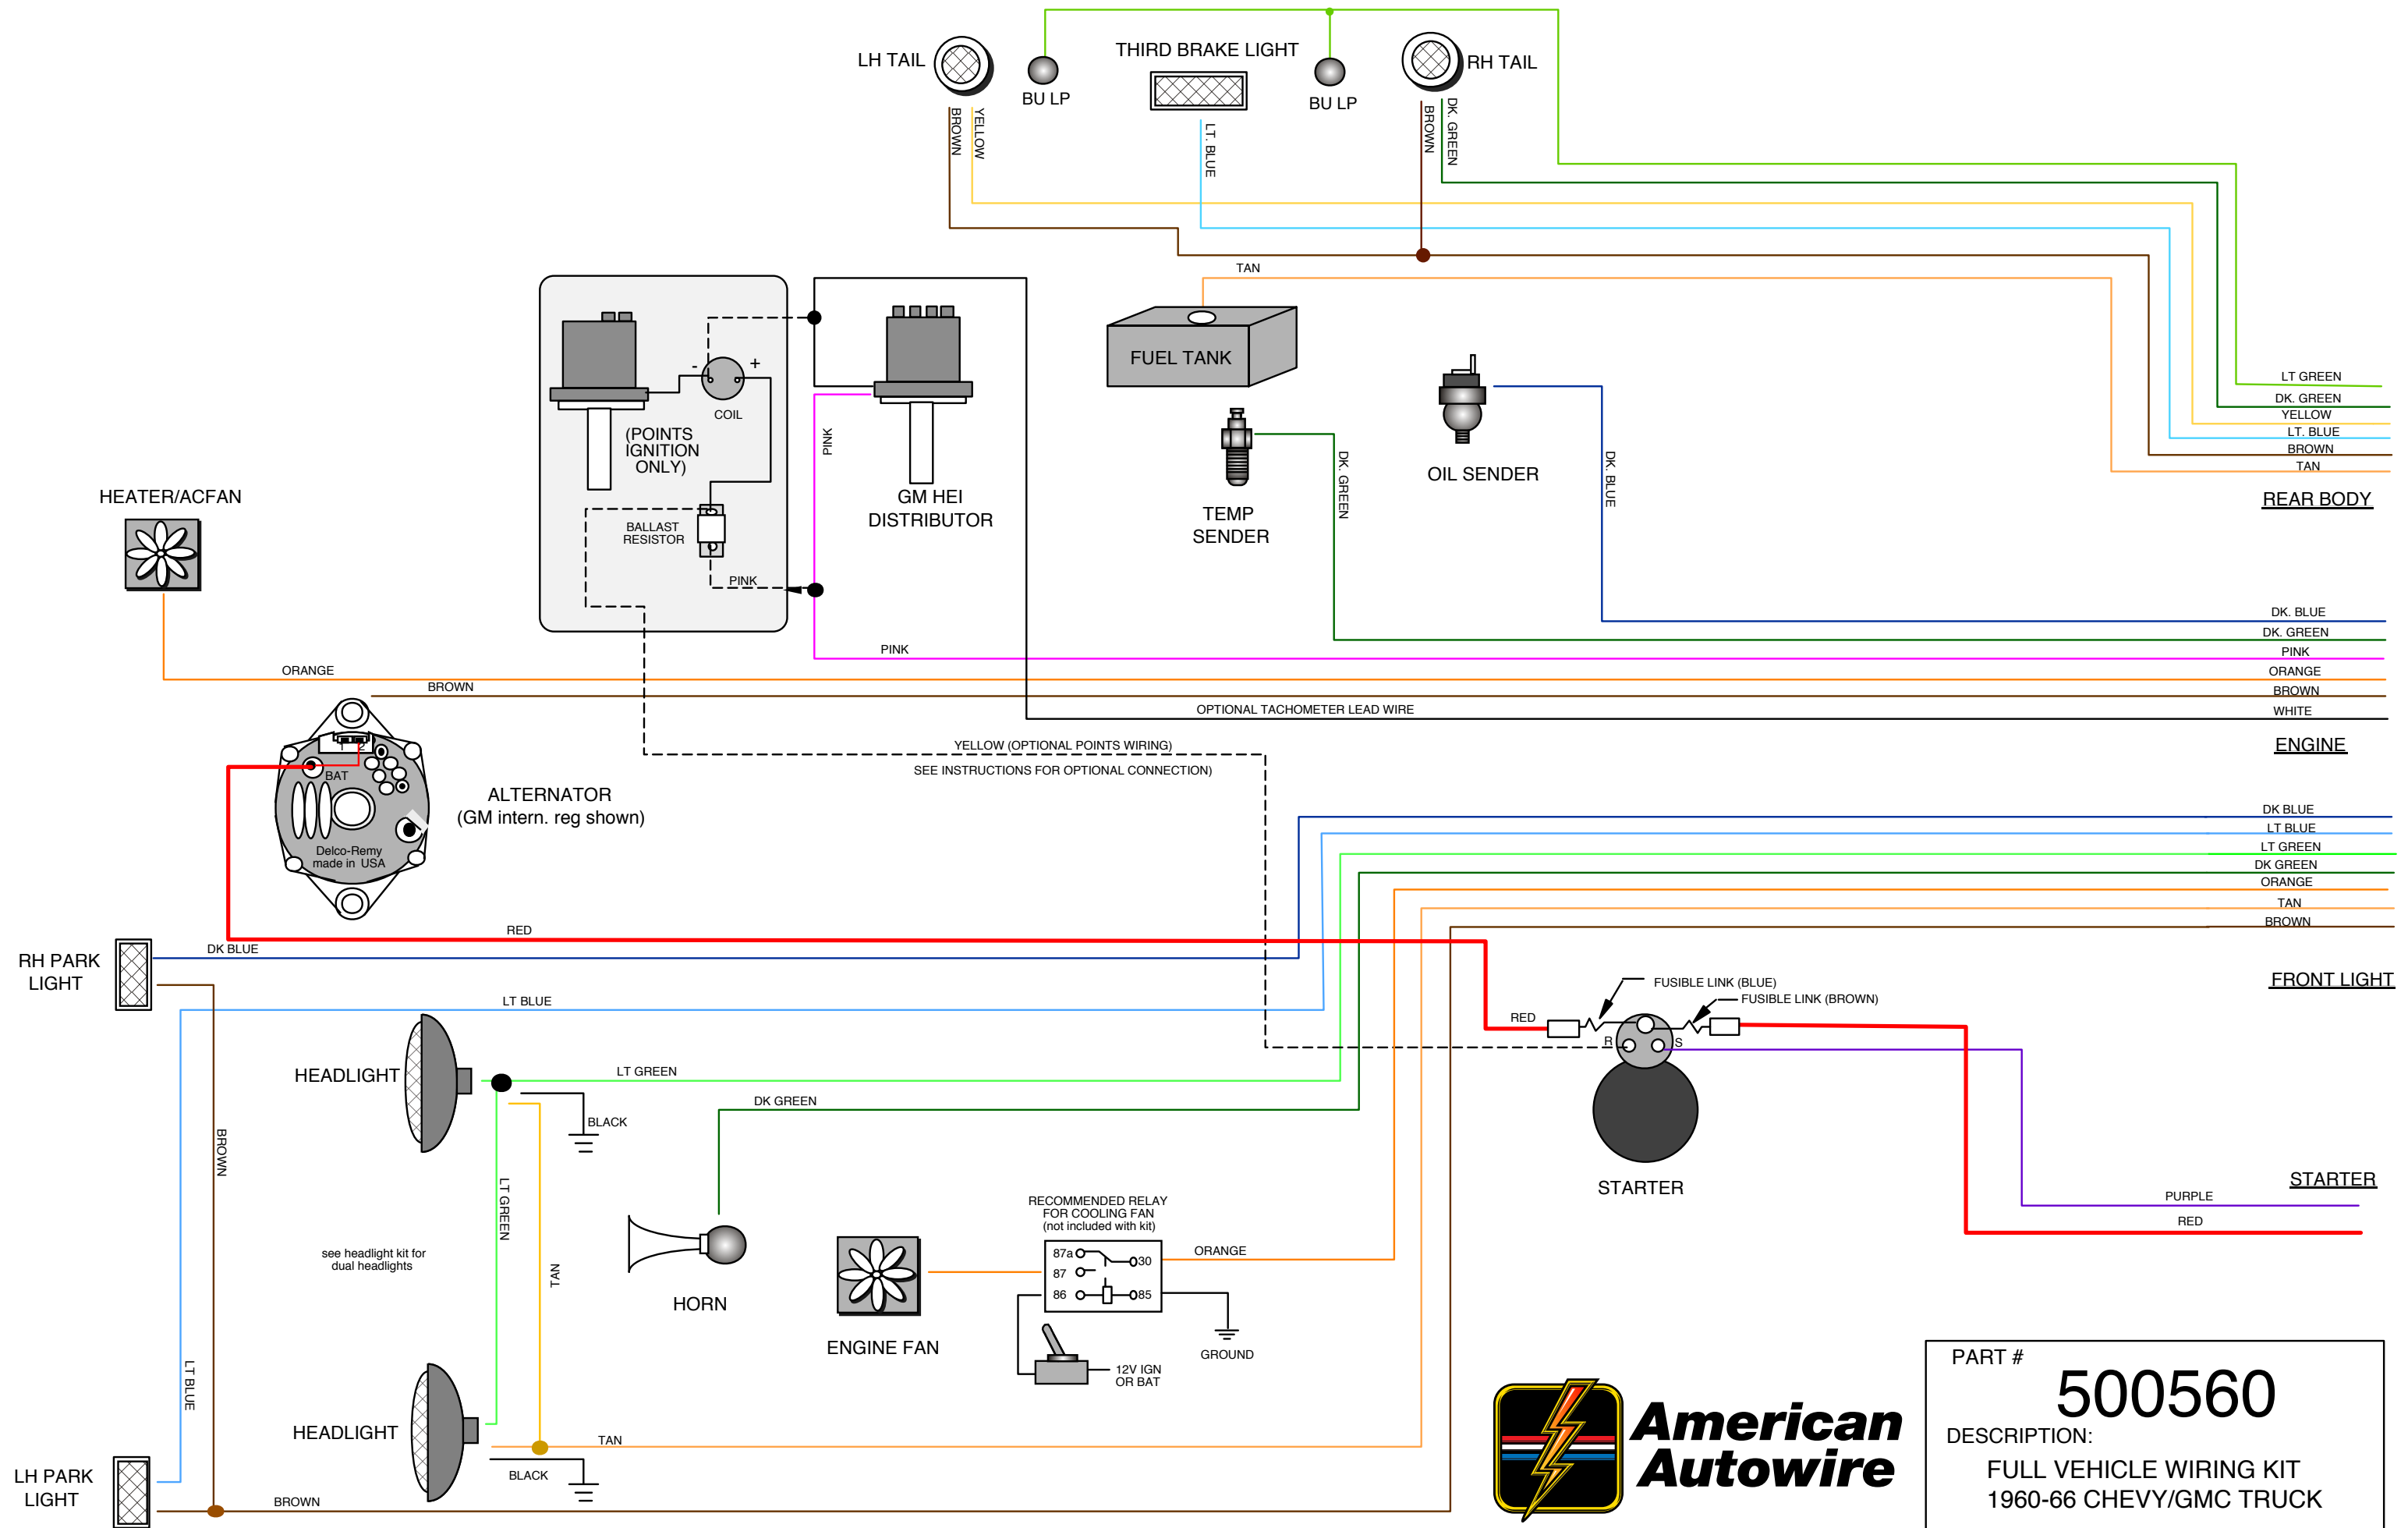 LH TAIL
BU LP
THIRD BRAKE LIGHT
BU LP
RH TAIL
BROWN
YELLOW
LT. BLUE
BROWN
DK. GREEN
TAN
FUEL TANK
LT GREEN
DK. GREEN
YELLOW
LT. BLUE
BROWN
TAN
REAR BODY
-
+
COIL
(POINTS
IGNITION
ONLY)
PINK
BALLAST
RESISTOR
PINK
GM HEI
DISTRIBUTOR
TEMP
SENDER
DK. GREEN
OIL SENDER
DK. BLUE
HEATER/ACFAN
ORANGE
BROWN
PINK
OPTIONAL TACHOMETER LEAD WIRE
YELLOW (OPTIONAL POINTS WIRING)
SEE INSTRUCTIONS FOR OPTIONAL CONNECTION)
DK. BLUE
DK. GREEN
PINK
ORANGE
BROWN
WHITE
ENGINE
1 2
BAT
Delco-Remy
made in USA
ALTERNATOR
(GM intern. reg shown)
DK BLUE
LT BLUE
LT GREEN
DK GREEN
ORANGE
TAN
BROWN
FRONT LIGHT
RED
DK BLUE
RH PARK
LIGHT
LT BLUE
BROWN
HEADLIGHT
LT GREEN
BLACK
DK GREEN
LT GREEN
TAN
see headlight kit for
dual headlights
HORN
RED
FUSIBLE LINK (BLUE)
FUSIBLE LINK (BROWN)
R
S
STARTER
STARTER
PURPLE
RED
RECOMMENDED RELAY
FOR COOLING FAN
(not included with kit)
87a
30
87
86
85
ORANGE
ENGINE FAN
GROUND
12V IGN
OR BAT
LT BLUE
HEADLIGHT
TAN
BLACK
LH PARK
LIGHT
BROWN
American
Autowire
PART #
500560
DESCRIPTION:
FULL VEHICLE WIRING KIT
1960-66 CHEVY/GMC TRUCK